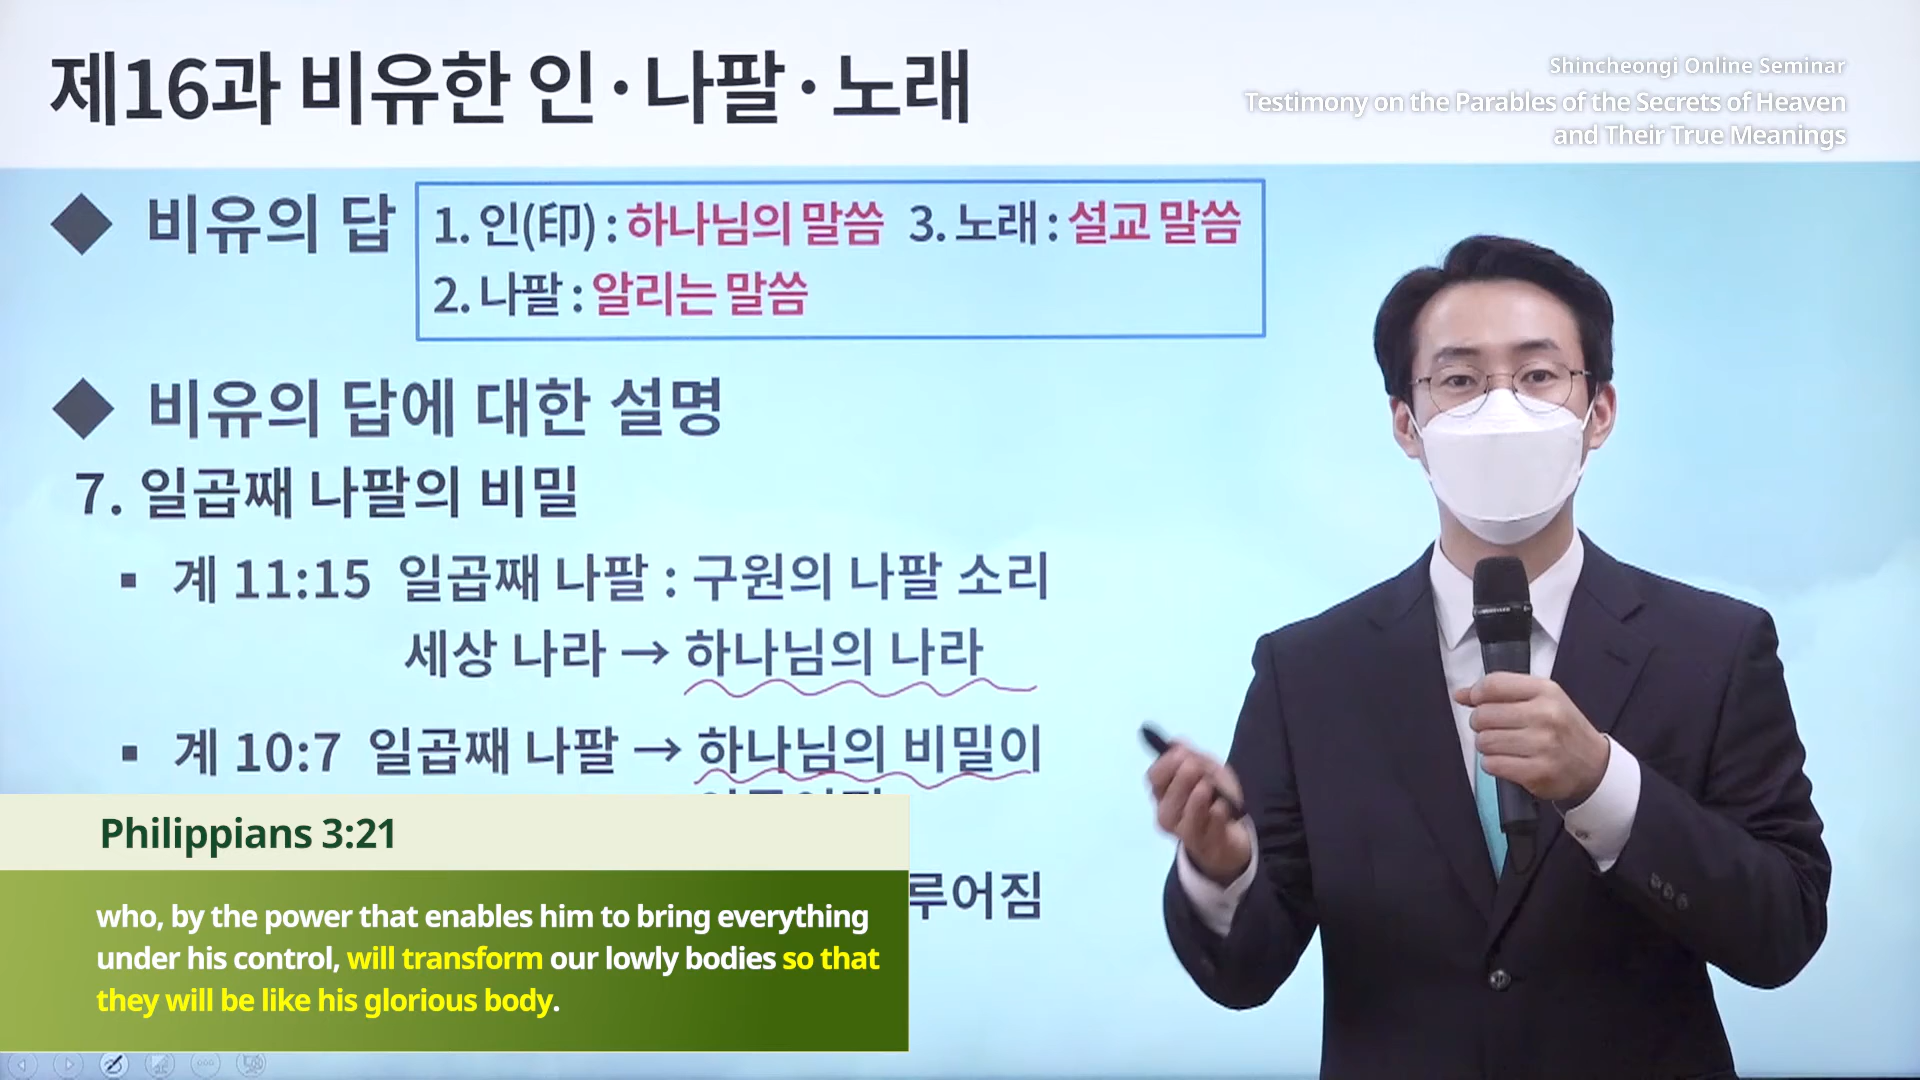 제16과 비유한 인·나팔·노래
Shincheongi Online Seminar
Testimony on the Parables of the Secrets of Heaven
and Their True Meanings
◆ 비유의 답
1. 인(印) : 하나님의 말씀 3. 노래 : 설교 말씀
2. 나팔 : 알리는 말씀
◆ 비유의 답에 대한 설명
7. 일곱째 나팔의 비밀
▪ 계 11:15 일곱째 나팔 : 구원의 나팔 소리
세상 나라 → 하나님의 나라
▪ 계 10:7 일곱째 나팔 → 하나님의 비밀이
루어짐
Philippians 3:21
who, by the power that enables him to bring everything
under his control, will transform our lowly bodies so that
they will be like his glorious body.